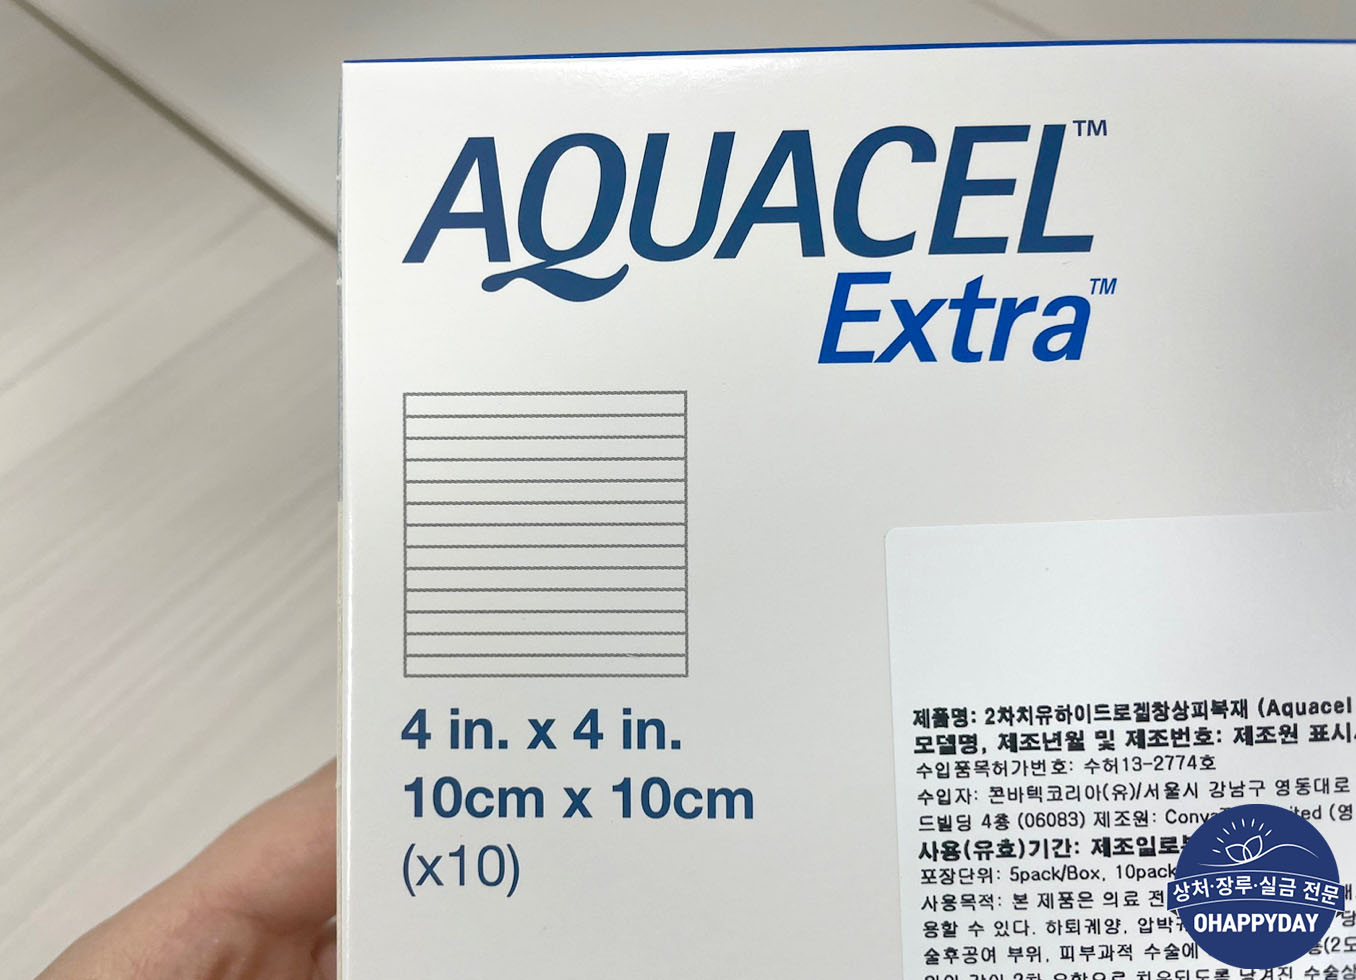 AQUACEL™
Extra™
4 in. x 4 in.
10cm x 10cm
(x10)
제품명: 2차치유하이드로겔창상피복재 (Aquacel
모델명, 제조년월 및 제조번호: 제조원 표시
수입품목허가번호: 수허13-2774호
수입자: 콘바텍코리아(유)/서울시 강남구 영동대로
드빌딩 4층 (06083) 제조원: (영
사용(유효)기간:
포장단위: 5pack/Box, 10pack
사용목적: 본 제품은 의료
용할 수 있다. 하퇴궤양,
술후공여 부위, 피부과적 수술에
상처·장루·실금 전문
OHAPPYDAY